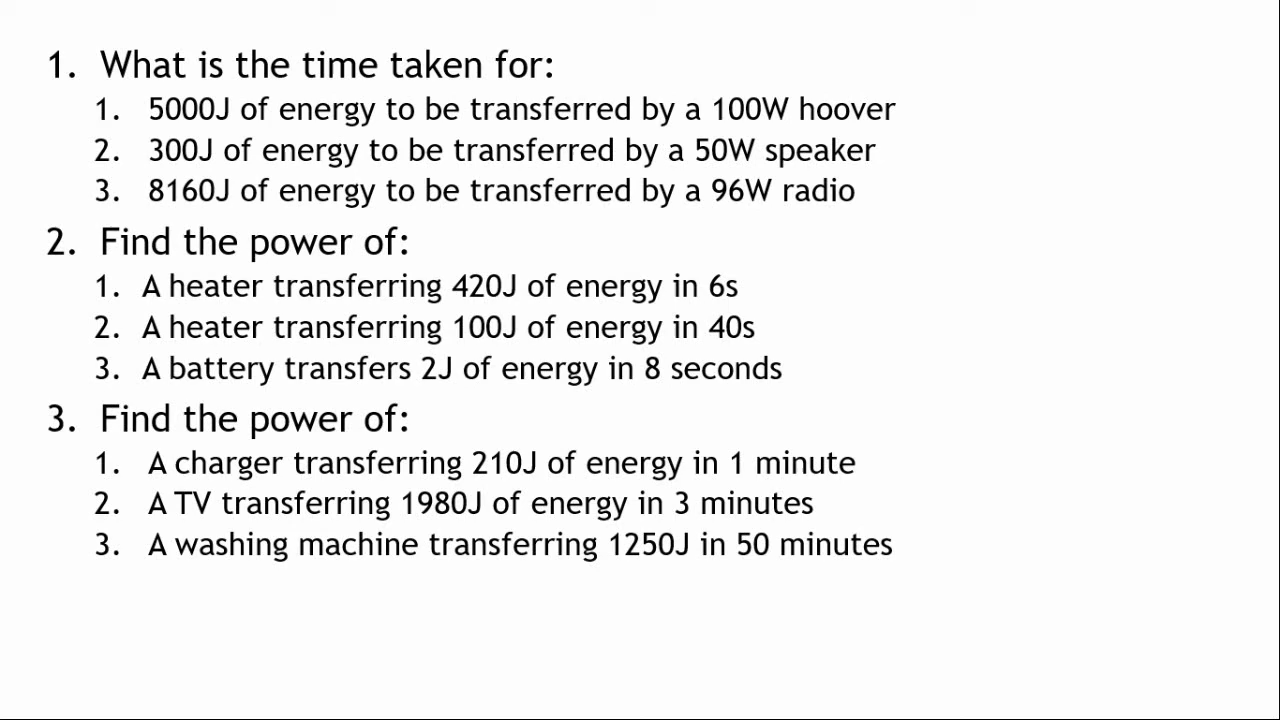 1. What is the time taken for:
1. 5000J of energy to be transferred by a 100W hoover
2. 300J of energy to be transferred by a 50W speaker
3. 8160J of energy to be transferred by a 96W radio
2. Find the power of:
1. A heater transferring 420J of energy in 6s
2. A heater transferring 100J of energy in 40s
3. A battery transfers 2J of energy in 8 seconds
3. Find the power of:
1. A charger transferring 210J of energy in 1 minute
2. A TV transferring 1980J of energy in 3 minutes
3. A washing machine transferring 1250J in 50 minutes